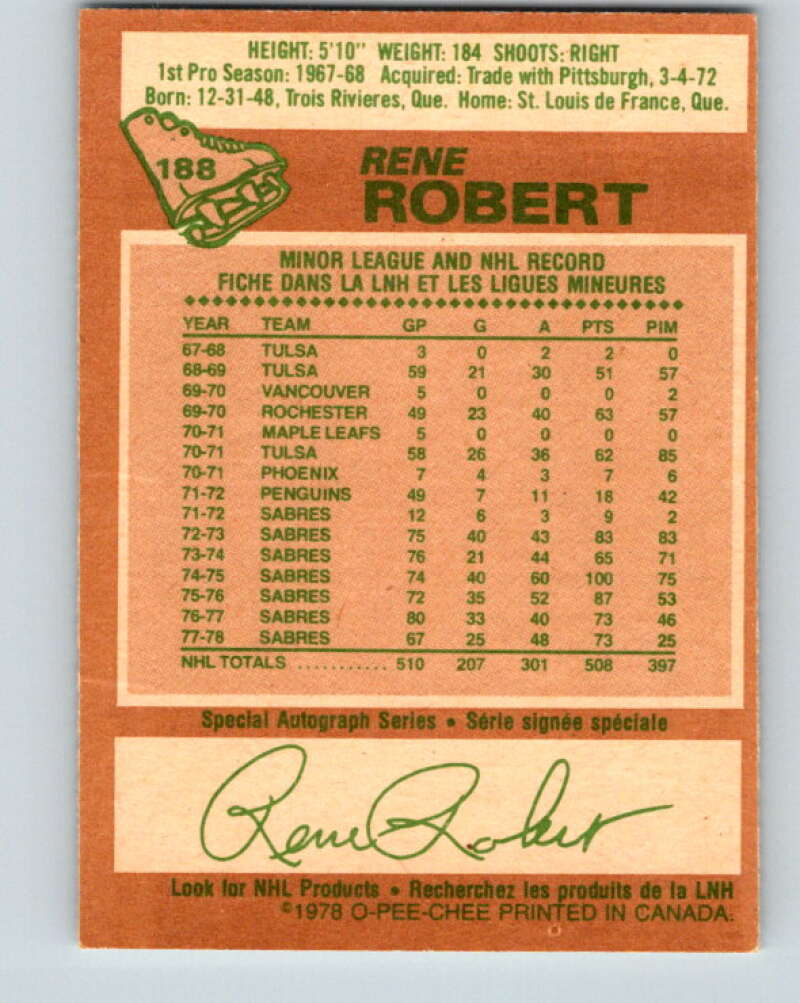 HEIGHT: 5'10" WEIGHT: 184 SHOOTS: RIGHT
1st Pro Season: 1967-68 Acquired: Trade with Pittsburgh, 3-4-72
Born: 12-31-48, Trois Rivieres, Que. Home: St. Louis de France, Que.
188
RENE
ROBERT
MINOR LEAGUE AND NHL RECORD
FICHE DANS LA LNH ET LES LIGUES MINEURES
YEAR TEAM GP G A PTS PIM
67-68 TULSA 3 0 2 2 0
68-69 TULSA 59 21 30 51 57
69-70 VANCOUVER 5 0 0 0 2
69-70 ROCHESTER 49 23 40 63 57
70-71 MAPLE LEAFS 5 0 0 0 0
70-71 TULSA 58 26 36 62 85
70-71 PHOENIX 7 4 3 7 6
71-72 PENGUINS 49 7 11 18 42
71-72 SABRES 12 6 3 9 2
72-73 SABRES 75 40 43 83 83
73-74 SABRES 76 21 44 65 71
74-75 SABRES 74 40 60 100 75
75-76 SABRES 72 35 52 87 53
76-77 SABRES 80 33 40 73 46
77-78 SABRES 67 25 48 73 25
NHL TOTALS ........... 510 207 301 508 397
Special Autograph Series • Série signée spéciale
Rene Robert
Look for NHL Products • Recherchez les produits de la LNH
©1978 O-PEE-CHEE PRINTED IN CANADA.